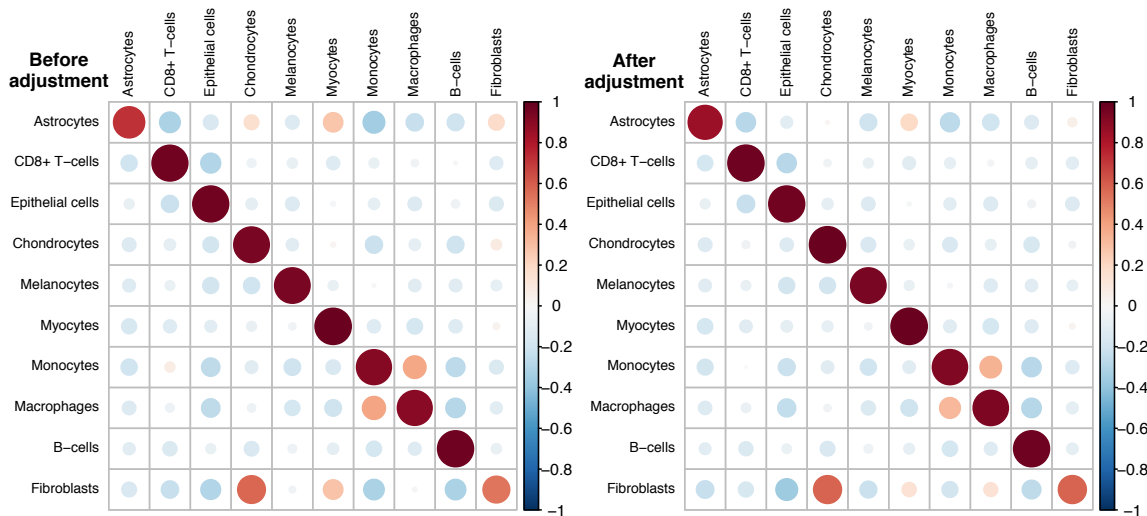 Before
adjustment
Astrocytes
CD8+ T−cells
Epithelial cells
Chondrocytes
Melanocytes
Myocytes
Monocytes
Macrophages
B−cells
Fibroblasts
Astrocytes
CD8+ T−cells
Epithelial cells
Chondrocytes
Melanocytes
Myocytes
Monocytes
Macrophages
B−cells
Fibroblasts
1
0.8
0.6
0.4
0.2
0
−0.2
−0.4
−0.6
−0.8
−1
After
adjustment
Astrocytes
CD8+ T−cells
Epithelial cells
Chondrocytes
Melanocytes
Myocytes
Monocytes
Macrophages
B−cells
Fibroblasts
Astrocytes
CD8+ T−cells
Epithelial cells
Chondrocytes
Melanocytes
Myocytes
Monocytes
Macrophages
B−cells
Fibroblasts
1
0.8
0.6
0.4
0.2
0
−0.2
−0.4
−0.6
−0.8
−1